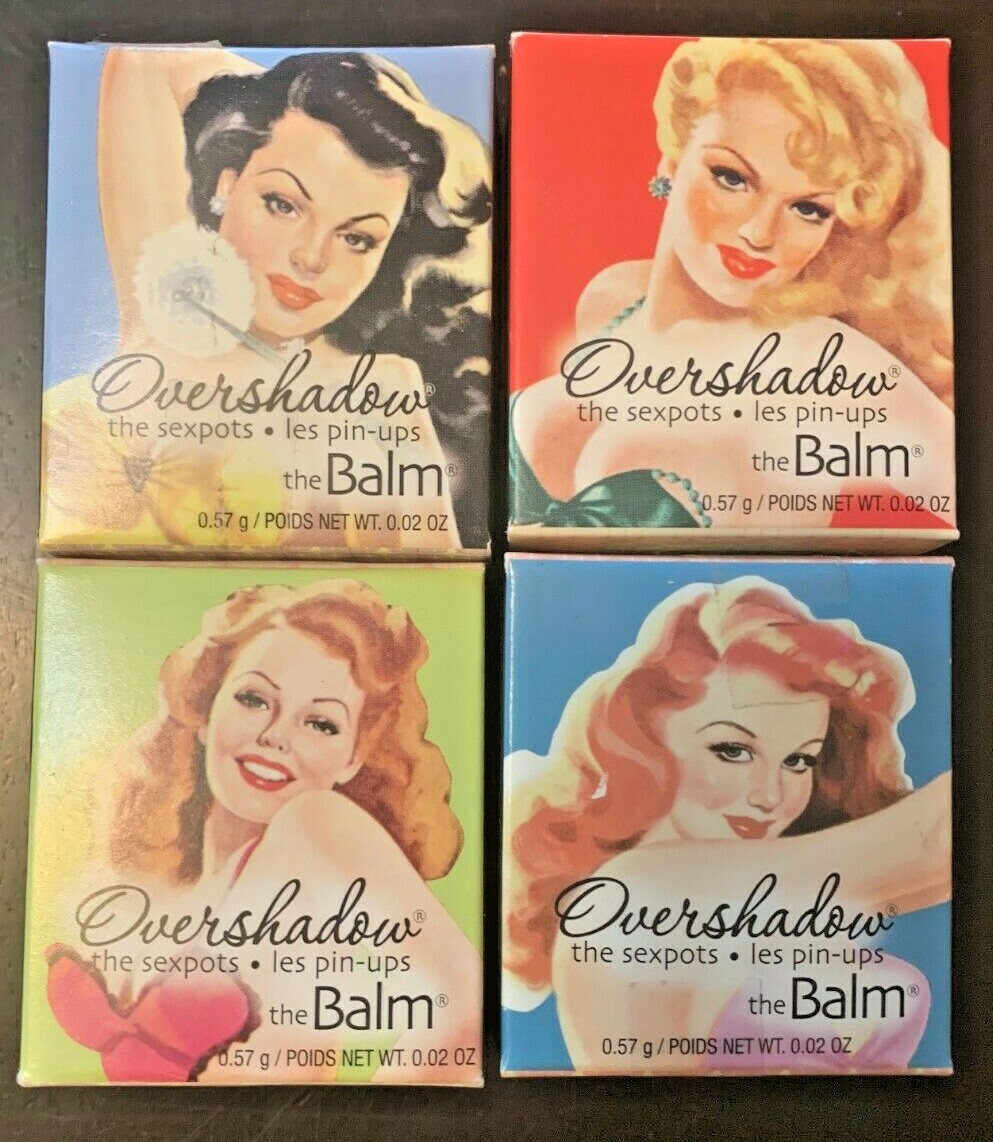 Overshadow®
the sexpots • les pin-ups
the Balm®
0.57 g / POIDS NET WT. 0.02 OZ
Overshadow®
the sexpots • les pin-ups
the Balm®
0.57 g / POIDS NET WT. 0.02 OZ
Overshadow®
the sexpots • les pin-ups
the Balm®
0.57 g / POIDS NET WT. 0.02 OZ
Overshadow®
the sexpots • les pin-ups
the Balm®
0.57 g / POIDS NET WT. 0.02 OZ